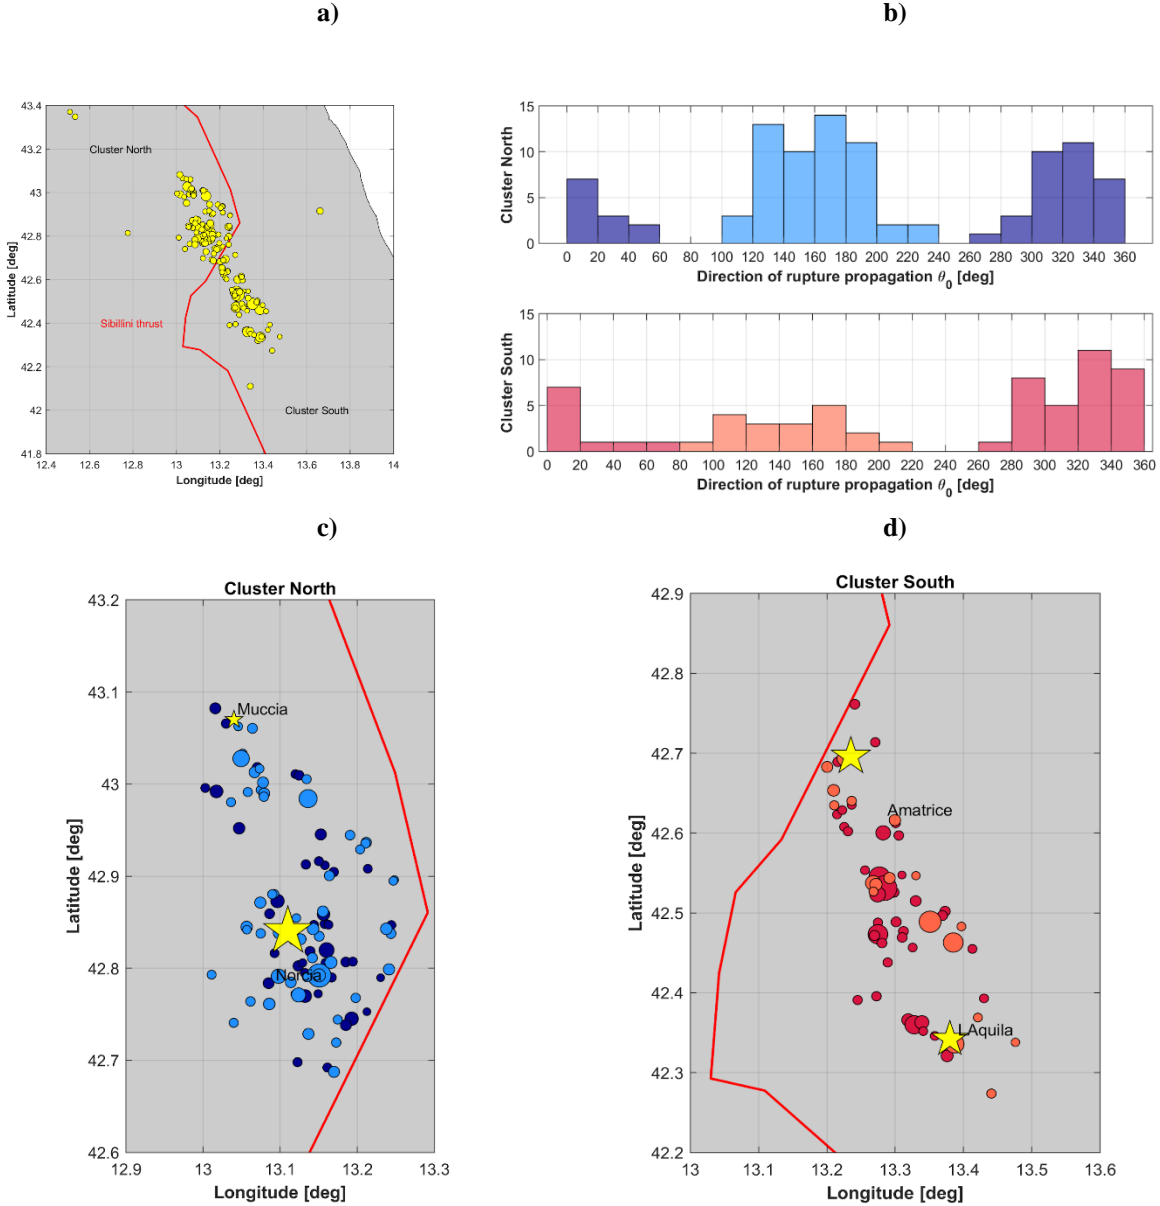 a)
b)
43.4
43.2
43
42.8
42.6
42.4
42.2
42
41.8
12.4 12.6 12.8 13 13.2 13.4 13.6 13.8 14
Latitude [deg]
Longitude [deg]
Cluster North
Sibillini thrust
Cluster South
15
10
5
0
0 20 40 60 80 100 120 140 160 180 200 220 240 260 280 300 320 340 360
Cluster North
Direction of rupture propagation θ0 [deg]
15
10
5
0
0 20 40 60 80 100 120 140 160 180 200 220 240 260 280 300 320 340 360
Cluster South
Direction of rupture propagation θ0 [deg]
c)
d)
Cluster North
43.2
43.1
43
42.9
42.8
42.7
42.6
12.9 13 13.1 13.2 13.3
Latitude [deg]
Longitude [deg]
Muccia
Norcia
Cluster South
42.9
42.8
42.7
42.6
42.5
42.4
42.3
42.2
13 13.1 13.2 13.3 13.4 13.5 13.6
Latitude [deg]
Longitude [deg]
Amatrice
LAquila